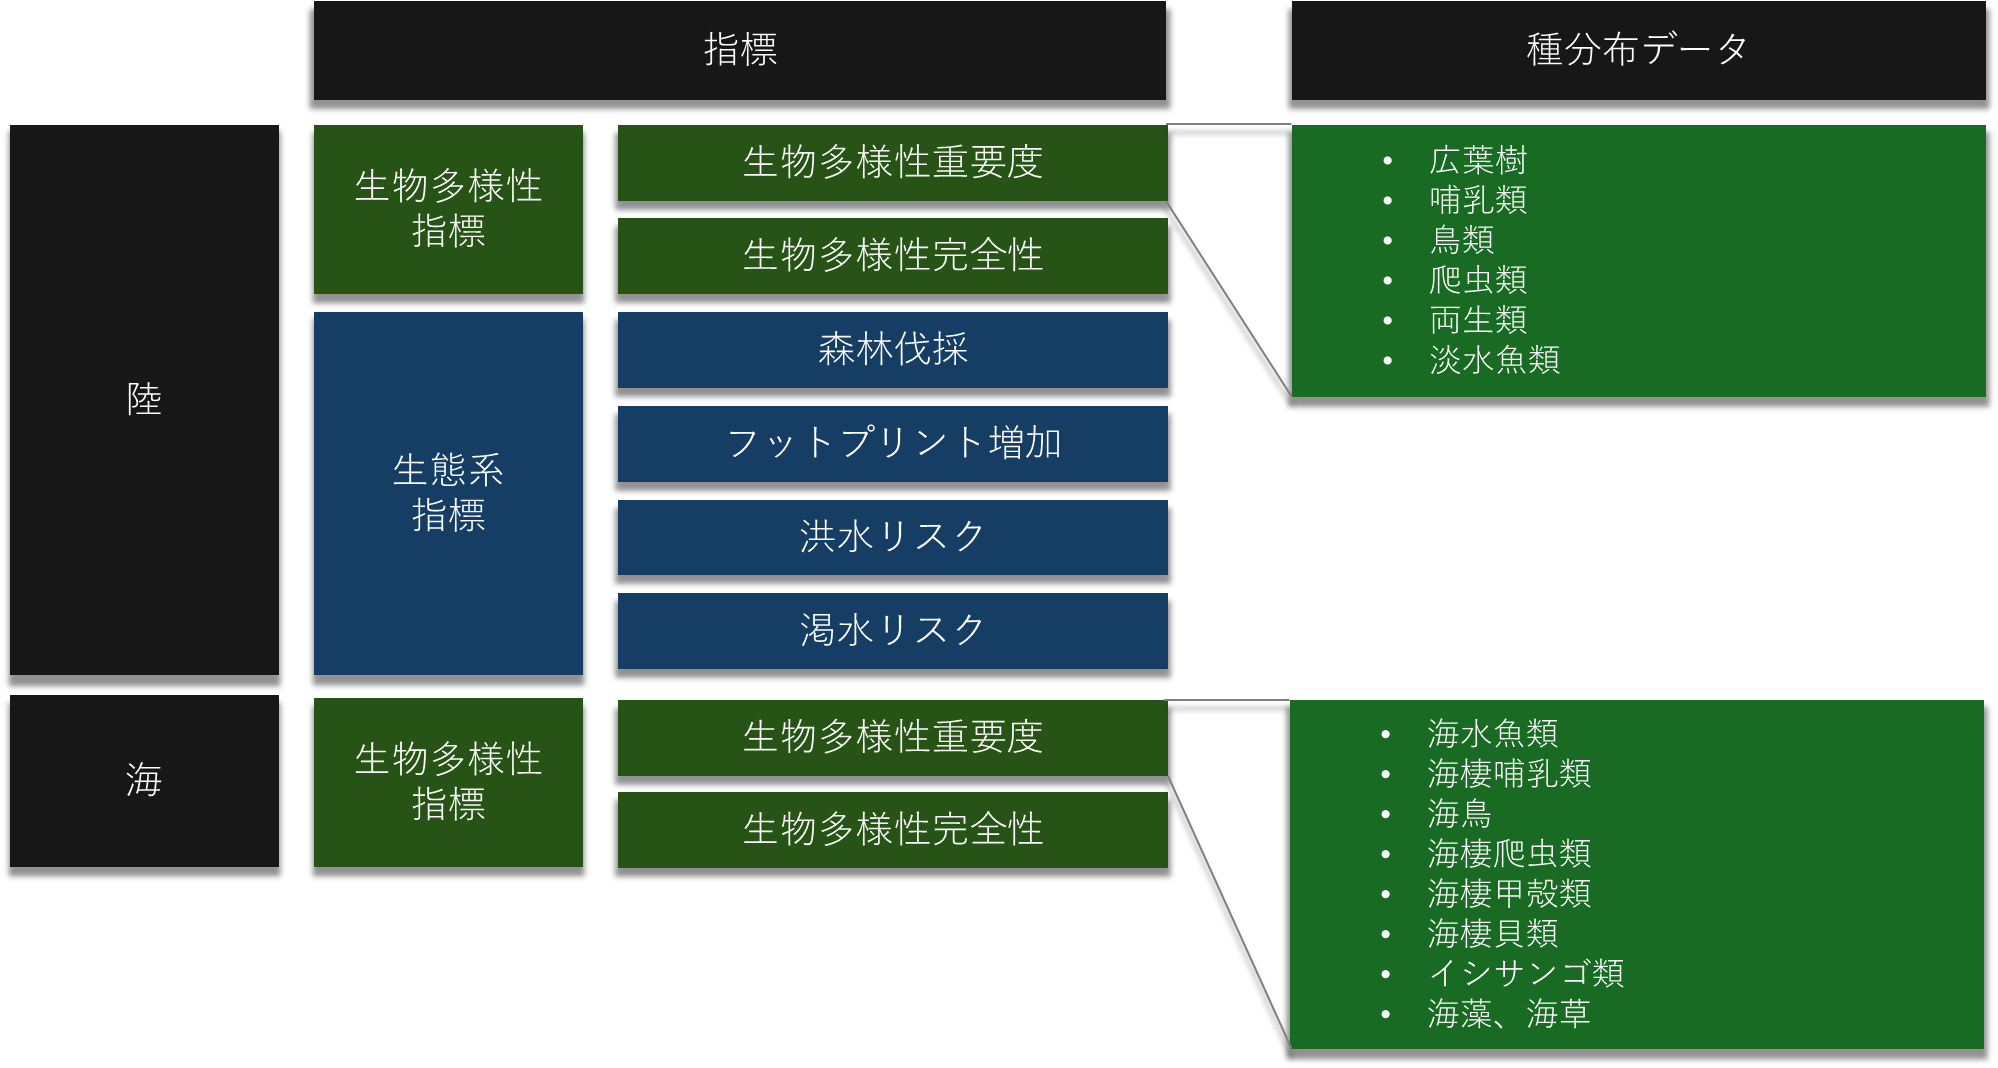 指標
種分布データ
陸
生物多様性
指標
生物多様性重要度
生物多様性完全性
• 広葉樹
• 哺乳類
• 鳥類
• 爬虫類
• 両生類
• 淡水魚類
生態系
指標
森林伐採
フットプリント増加
洪水リスク
渇水リスク
海
生物多様性
指標
生物多様性重要度
生物多様性完全性
• 海水魚類
• 海棲哺乳類
• 海鳥
• 海棲爬虫類
• 海棲甲殻類
• 海棲貝類
• イシサンゴ類
• 海藻、海草